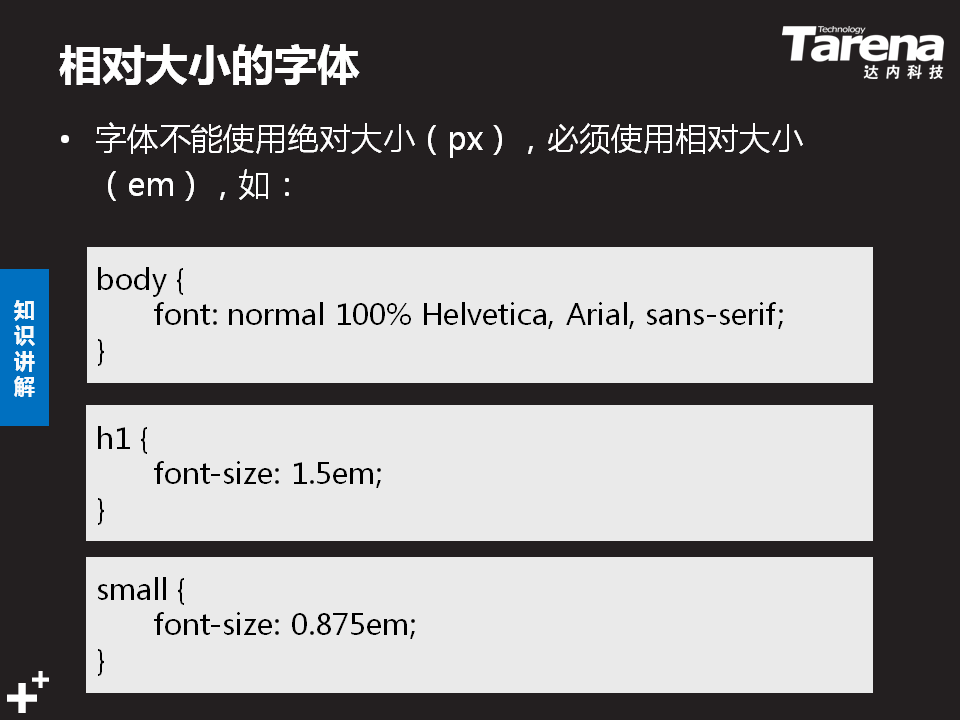 相对大小的字体
Technology
Tarena
达内科技
• 字体不能使用绝对大小（px），必须使用相对大小
（em），如：
body {
font: normal 100% Helvetica, Arial, sans-serif;
}
知识讲解
h1 {
font-size: 1.5em;
}
small {
font-size: 0.875em;
}